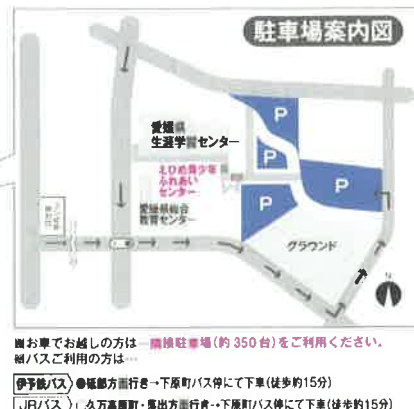 駐車場案内図
P
愛媛県
生涯学習センター
P
えひめ青少年
ふれあい
センター
P
P
愛媛県総合
教育センター
グラウンド
N
■お車でお越しの方は…隣接駐車場(約350台)をご利用ください。
■バスご利用の方は…
伊予鉄バス ●砥部方面行き→下原町バス停にて下車(徒歩約15分)
JRバス 久万高原町・落出方面行き→下原町バス停にて下車(徒歩約15分)